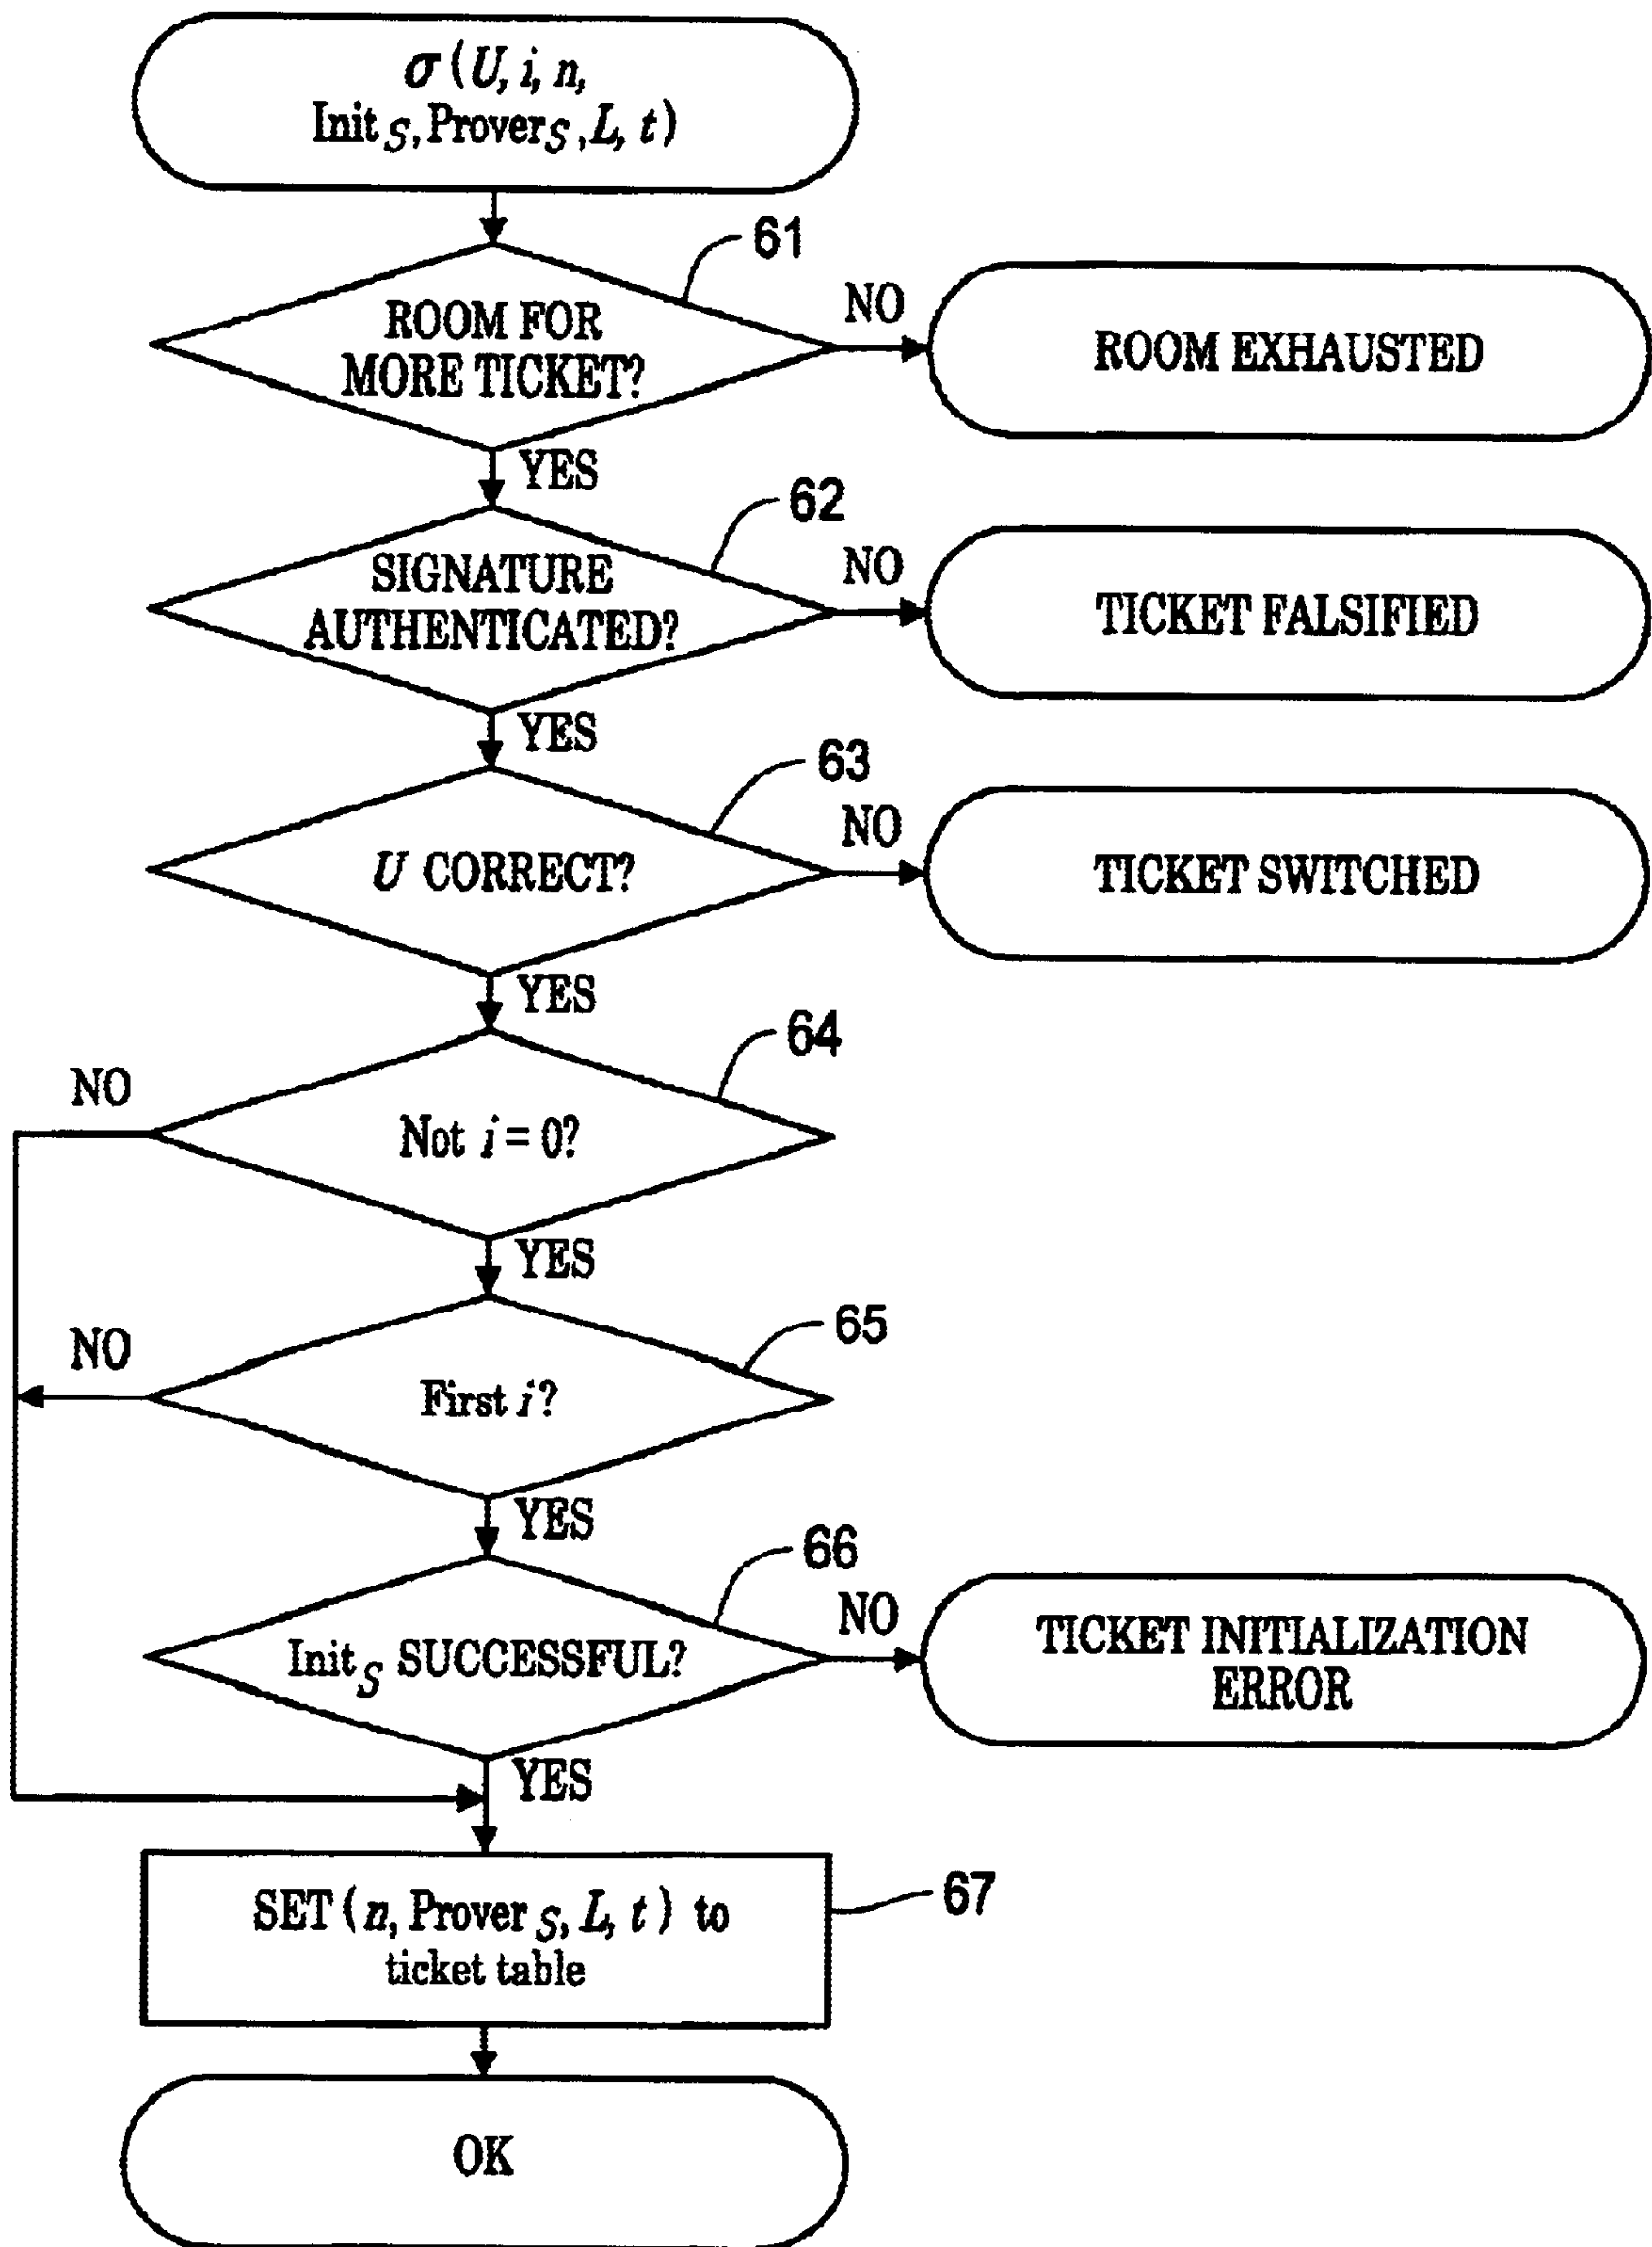 σ (U, i, n,
Init S, Prover S, L, t)
61
ROOM FOR
MORE TICKET?
NO
ROOM EXHAUSTED
YES
62
SIGNATURE
AUTHENTICATED?
NO
TICKET FALSIFIED
YES
63
U CORRECT?
NO
TICKET SWITCHED
YES
64
NO
Not i = 0?
YES
65
NO
First i?
YES
66
Init S SUCCESSFUL?
NO
TICKET INITIALIZATION
ERROR
YES
SET (n, Prover S, L, t) to
ticket table
67
OK